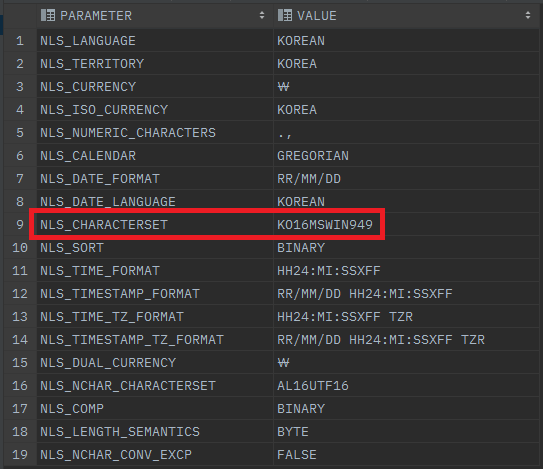 PARAMETER VALUE
1 NLS_LANGUAGE KOREAN
2 NLS_TERRITORY KOREA
3 NLS_CURRENCY ₩
4 NLS_ISO_CURRENCY KOREA
5 NLS_NUMERIC_CHARACTERS .,
6 NLS_CALENDAR GREGORIAN
7 NLS_DATE_FORMAT RR/MM/DD
8 NLS_DATE_LANGUAGE KOREAN
9 NLS_CHARACTERSET KO16MSWIN949
10 NLS_SORT BINARY
11 NLS_TIME_FORMAT HH24:MI:SSXFF
12 NLS_TIMESTAMP_FORMAT RR/MM/DD HH24:MI:SSXFF
13 NLS_TIME_TZ_FORMAT HH24:MI:SSXFF TZR
14 NLS_TIMESTAMP_TZ_FORMAT RR/MM/DD HH24:MI:SSXFF TZR
15 NLS_DUAL_CURRENCY ₩
16 NLS_NCHAR_CHARACTERSET AL16UTF16
17 NLS_COMP BINARY
18 NLS_LENGTH_SEMANTICS BYTE
19 NLS_NCHAR_CONV_EXCP FALSE